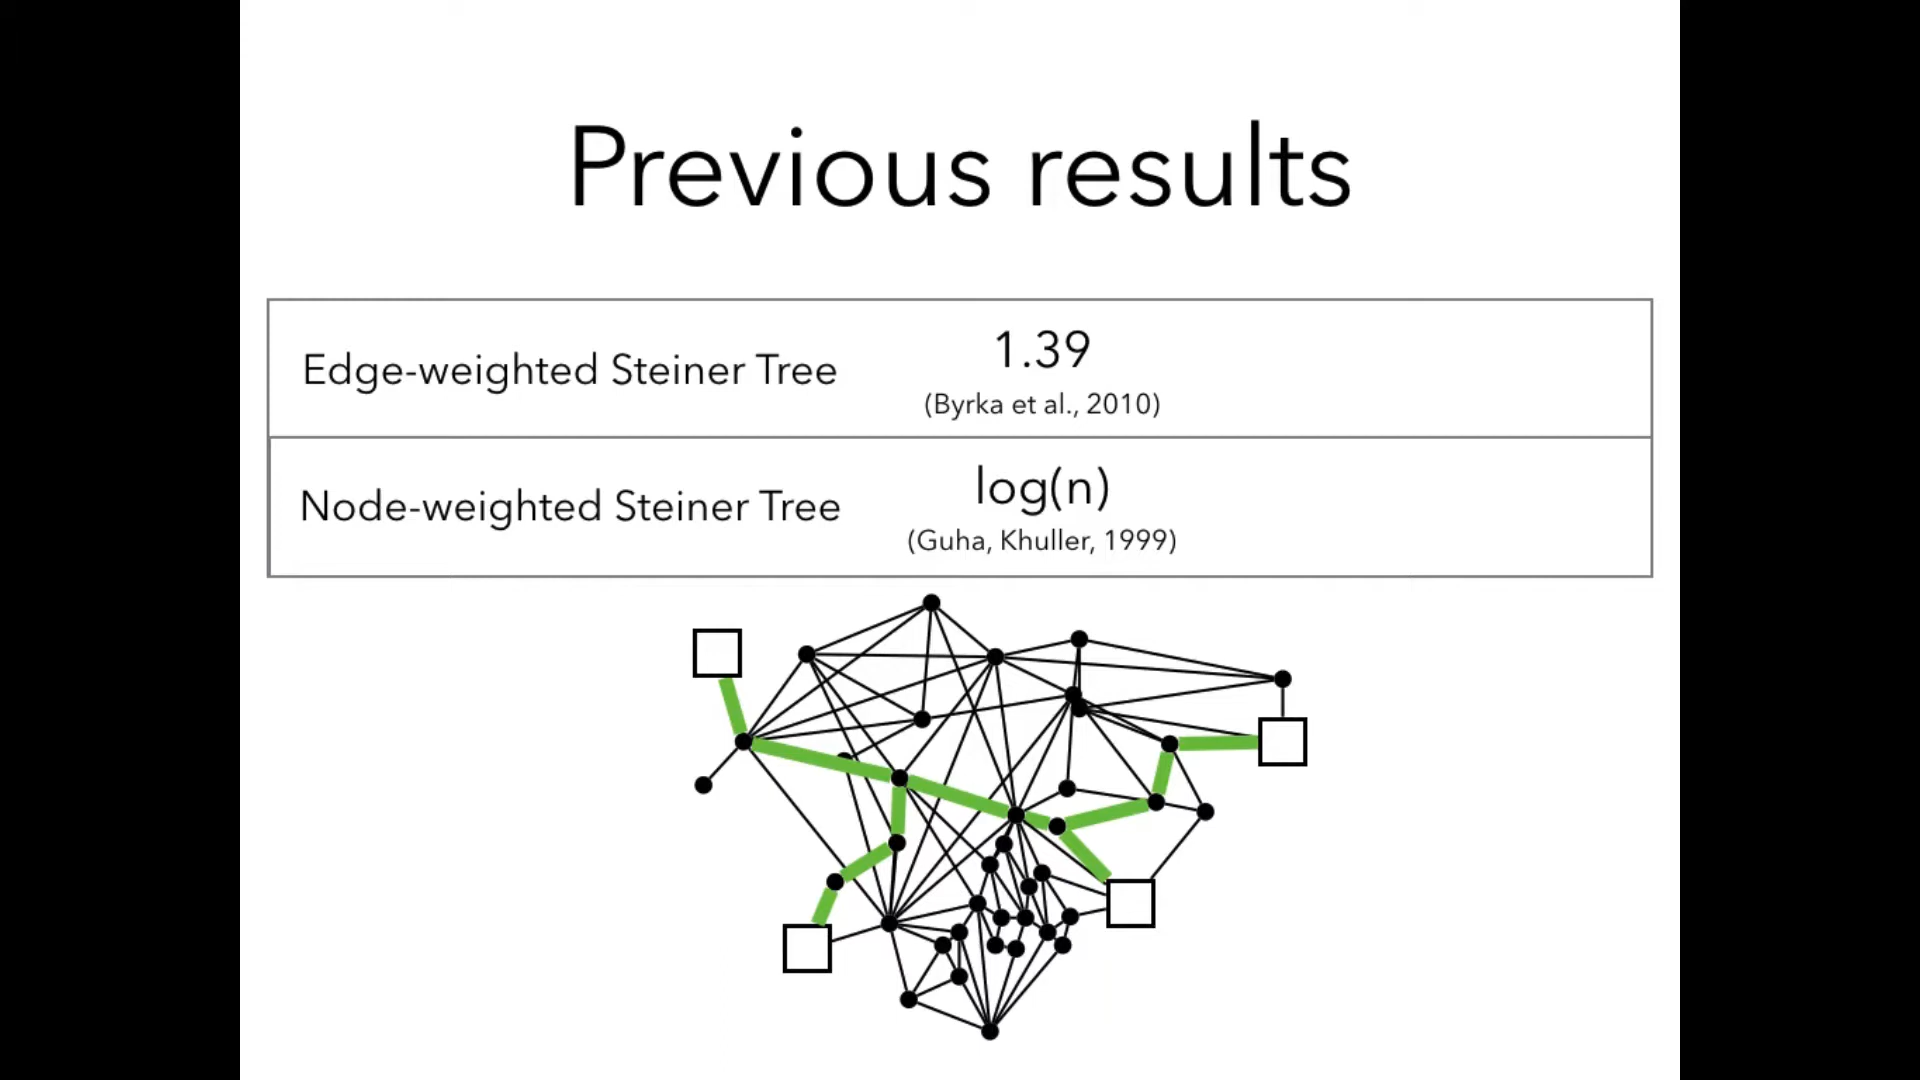 Previous results
Edge-weighted Steiner Tree
1.39
(Byrka et al., 2010)
Node-weighted Steiner Tree
log(n)
(Guha, Khuller, 1999)